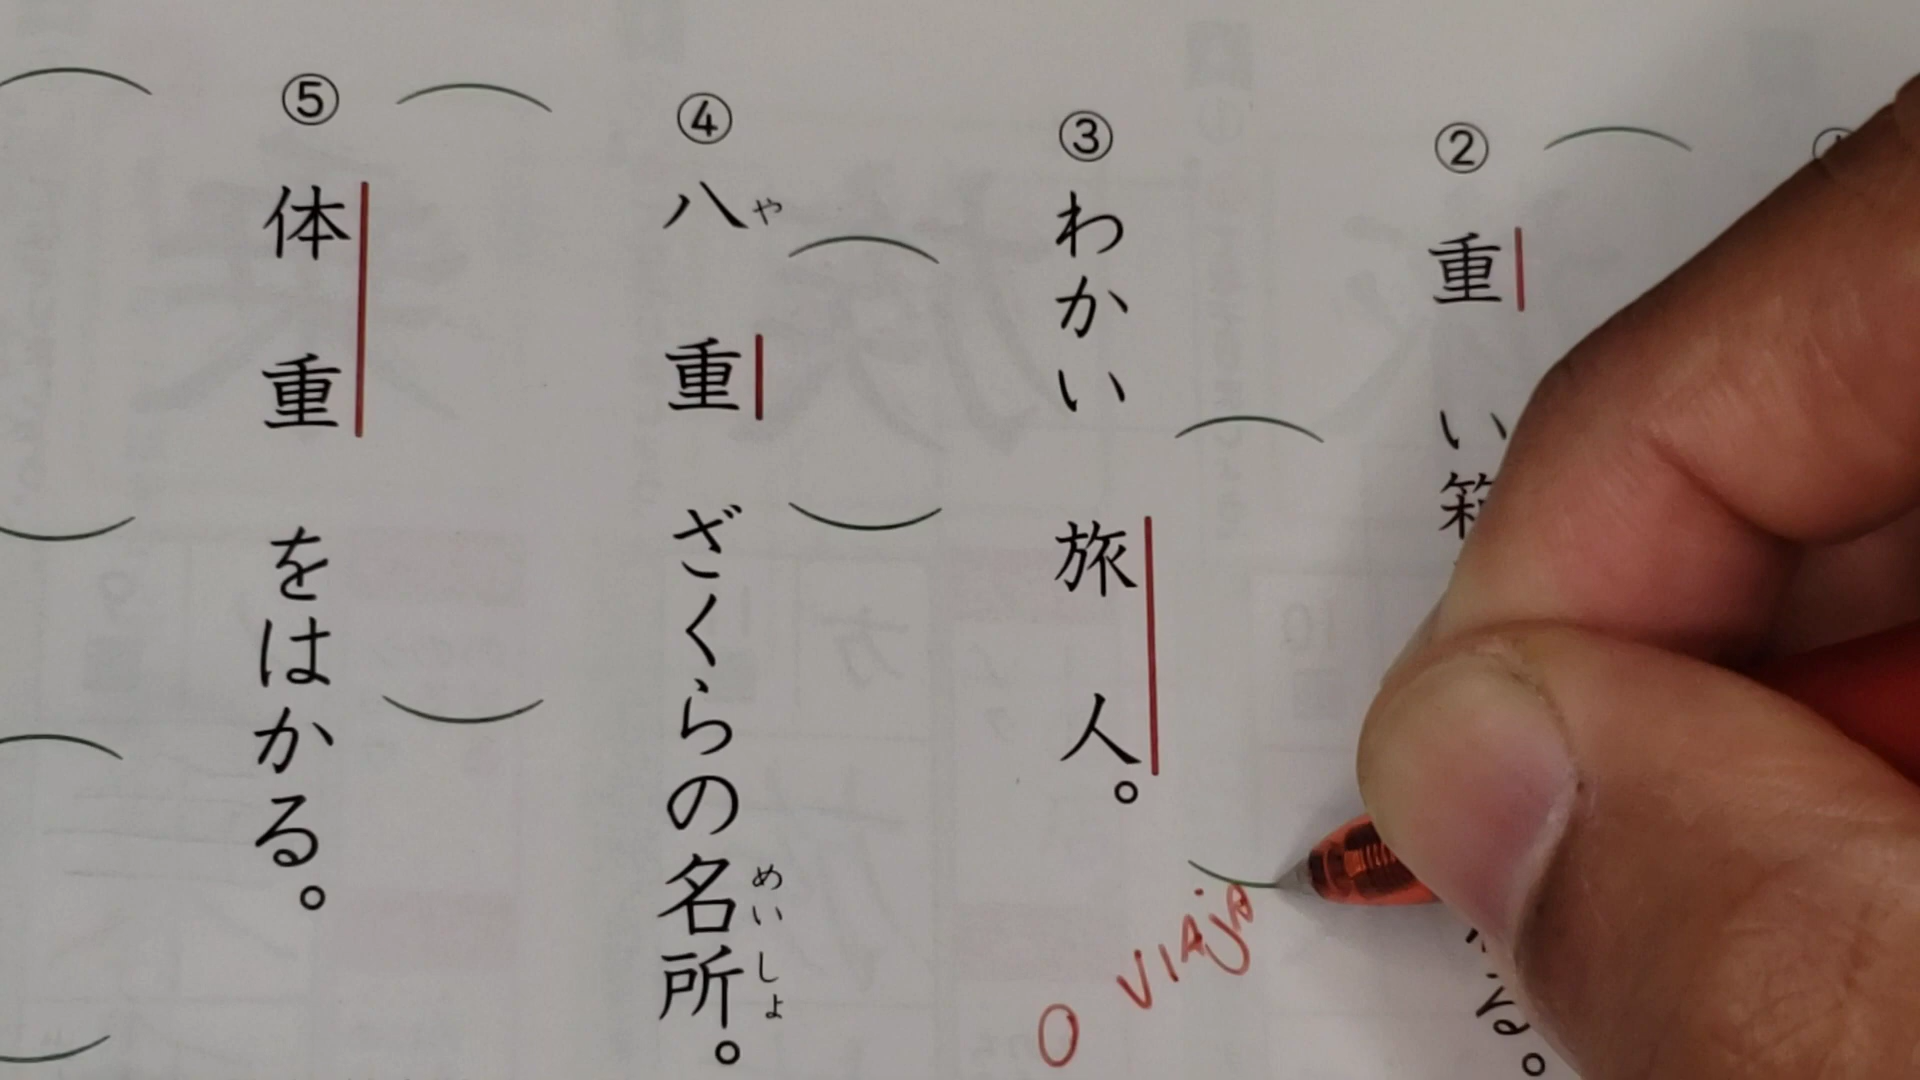 ② 重い箱
る。
③ わかい旅人。
O viaja
④ 八重ざくらの名所。
や
めいしょ
⑤ 体重をはかる。